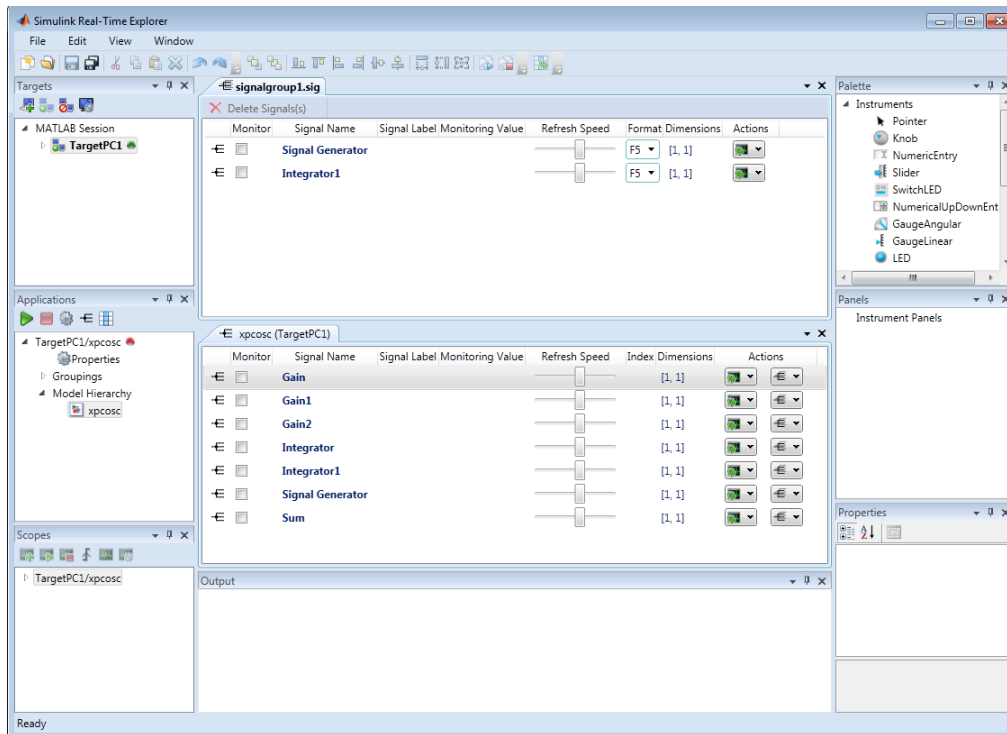 Simulink Real-Time Explorer
File Edit View Window
Targets
MATLAB Session
TargetPC1
Applications
TargetPC1/xpcosc
Properties
Groupings
Model Hierarchy
xpcosc
Scopes
TargetPC1/xpcosc
signalgroup1.sig
Delete Signals(s)
Monitor Signal Name Signal Label Monitoring Value Refresh Speed Format Dimensions Actions
Signal Generator F5 [1, 1]
Integrator1 F5 [1, 1]
xpcosc (TargetPC1)
Monitor Signal Name Signal Label Monitoring Value Refresh Speed Index Dimensions Actions
Gain [1, 1]
Gain1 [1, 1]
Gain2 [1, 1]
Integrator [1, 1]
Integrator1 [1, 1]
Signal Generator [1, 1]
Sum [1, 1]
Output
Palette
Instruments
Pointer
Knob
NumericEntry
Slider
SwitchLED
NumericalUpDownEnt
GaugeAngular
GaugeLinear
LED
Panels
Instrument Panels
Properties
Ready